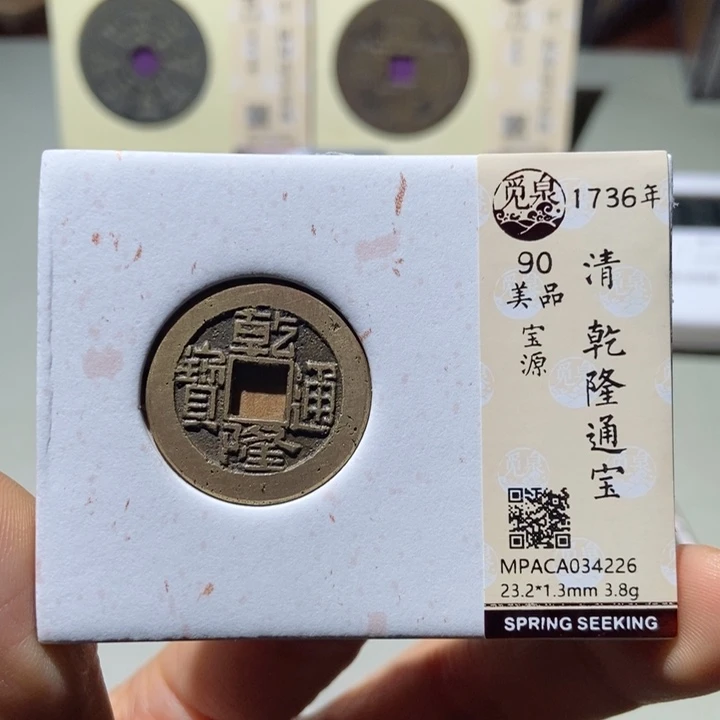 乾隆通寶
觅泉
1736年
90
美品
宝源
清 乾隆通宝
MPACA034226
23.2*1.3mm 3.8g
SPRING SEEKING